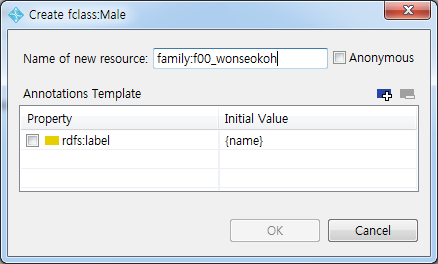 Create fclass:Male
Name of new resource: family:f00_wonseokoh Anonymous
Annotations Template
Property Initial Value
rdfs:label {name}
OK Cancel